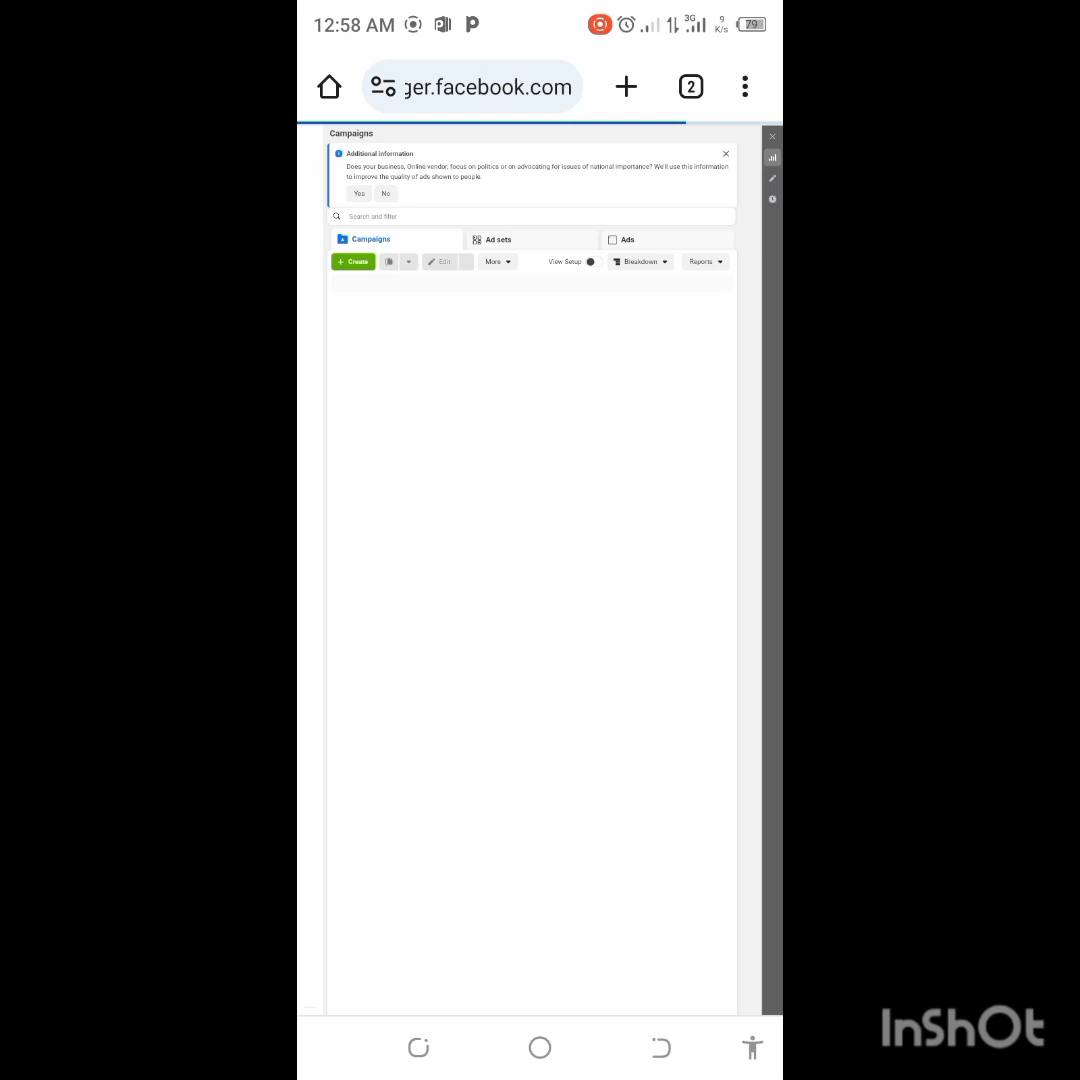 12:58 AM 3G 9 K/s 79
ger.facebook.com 2
Campaigns
Additional information
Does your business, Online vendor, focus on politics or on advocating for issues of national importance? We'll use this information
to improve the quality of ads shown to people.
Yes No
Search and filter
Campaigns Ad sets Ads
+ Create Edit More View Setup Breakdown Reports
InShOt